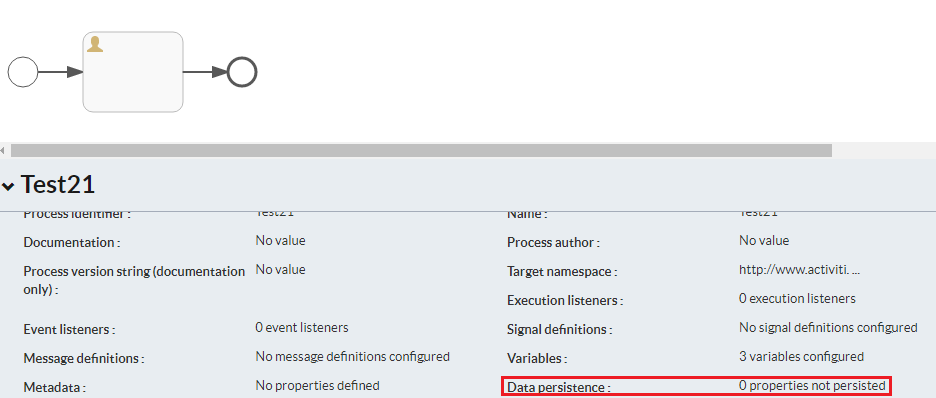 Test21
Process identifier : Test21 Name : Test21
Documentation : No value Process author : No value
Process version string (documentation only) : No value Target namespace : http://www.activiti. ...
Execution listeners : 0 execution listeners
Event listeners : 0 event listeners Signal definitions : No signal definitions configured
Message definitions : No message definitions configured Variables : 3 variables configured
Metadata : No properties defined Data persistence : 0 properties not persisted